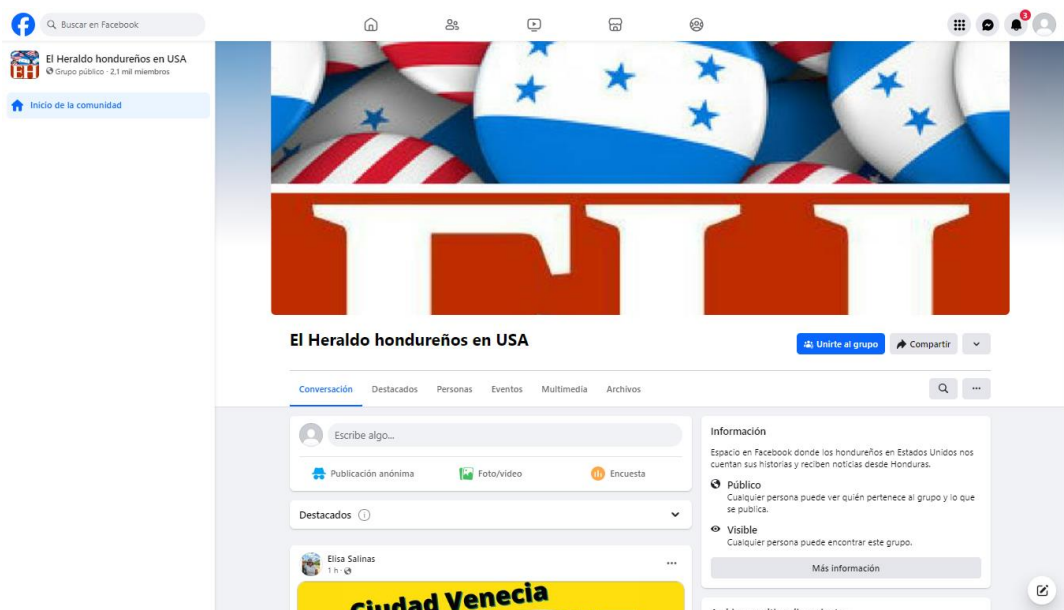 Buscar en Facebook
3
El Heraldo hondureños en USA
Grupo público · 2,1 mil miembros
Inicio de la comunidad
EH
El Heraldo hondureños en USA
Unirte al grupo
Compartir
Conversación
Destacados
Personas
Eventos
Multimedia
Archivos
Escribe algo...
Publicación anónima
Foto/video
Encuesta
Destacados
Elisa Salinas
1 h ·
Ciudad Venecia
Información
Espacio en Facebook donde los hondureños en Estados Unidos nos
cuentan sus historias y reciben noticias desde Honduras.
Público
Cualquier persona puede ver quién pertenece al grupo y lo que
se publica.
Visible
Cualquier persona puede encontrar este grupo.
Más información